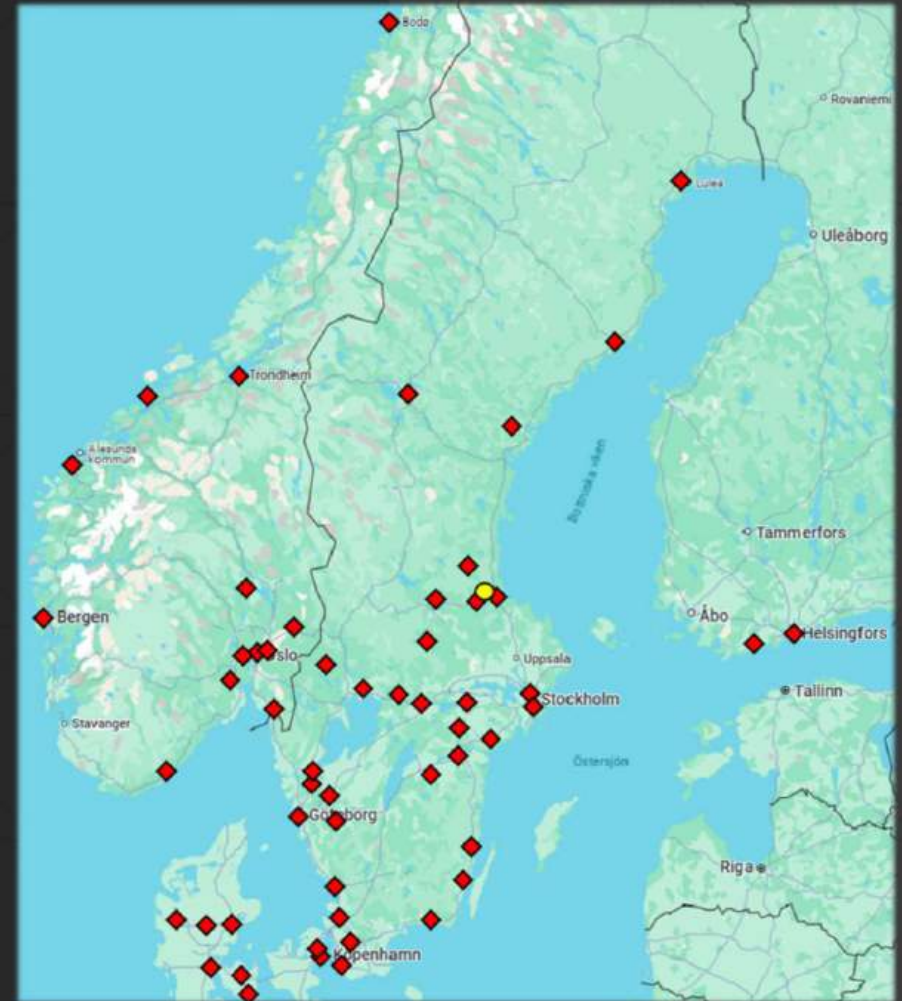 Bodø
Rovaniemi
Luleå
Uleåborg
Trondheim
Ålesunds
kommun
Bottniska viken
Tammerfors
Bergen
Åbo
Helsingfors
Uppsala
Stockholm
Tallinn
Stavanger
Östersjön
Göteborg
Riga
Köpenhamn